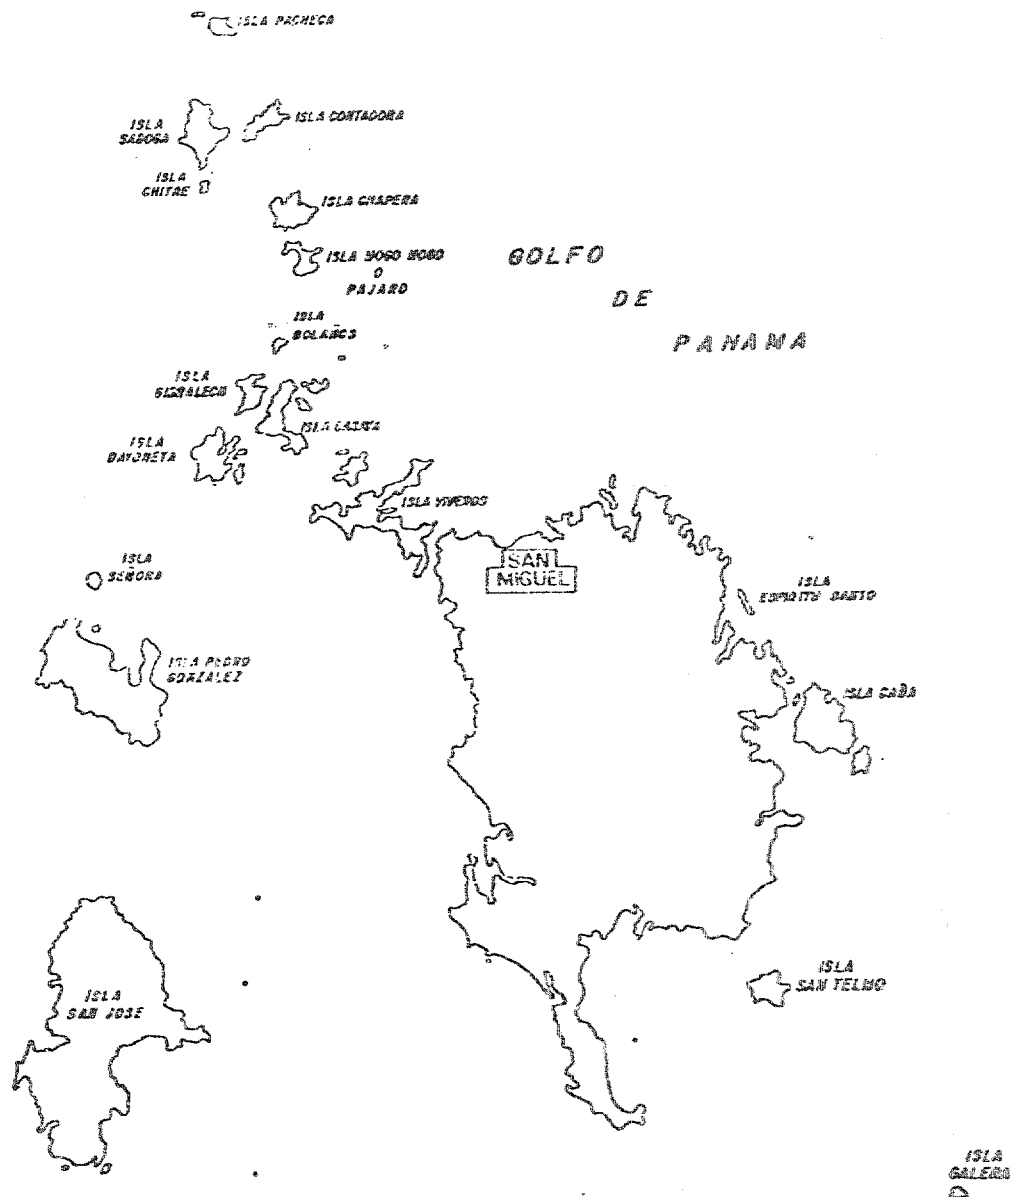 ISLA PACHECA
ISLA CONTADORA
ISLA
SABOGA
ISLA
CHITRE
ISLA CHAPERA
ISLA MOGO MOGO
O
PAJARO
GOLFO
DE
PANAMA
ISLA
BOLAÑOS
ISLA
GIBRALEON
ISLA CASAYA
ISLA
BAYONETA
ISLA VIVEROS
SAN
MIGUEL
ISLA
SEÑORA
ISLA
ESPIRITU SANTO
ISLA PEDRO
GONZALEZ
ISLA CAÑA
ISLA
SAN TELMO
ISLA
SAN JOSE
ISLA
GALERA